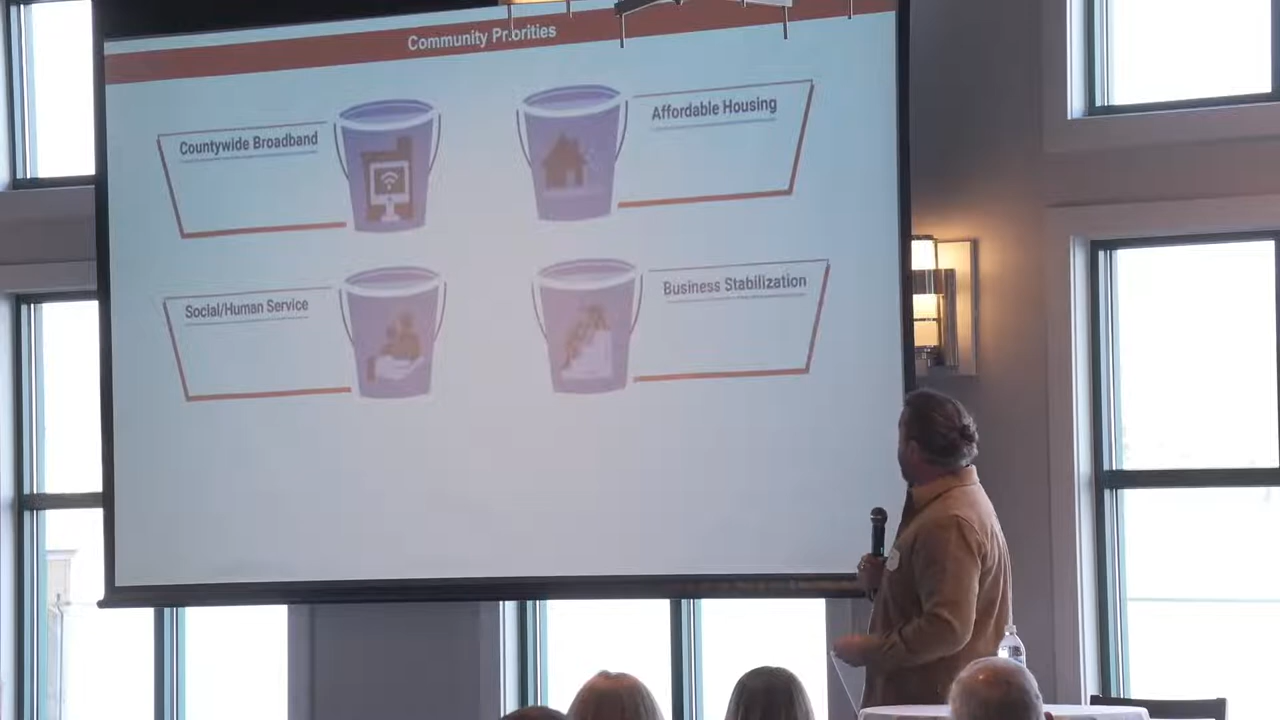 Community Priorities
Countywide Broadband
Affordable Housing
Social/Human Service
Business Stabilization